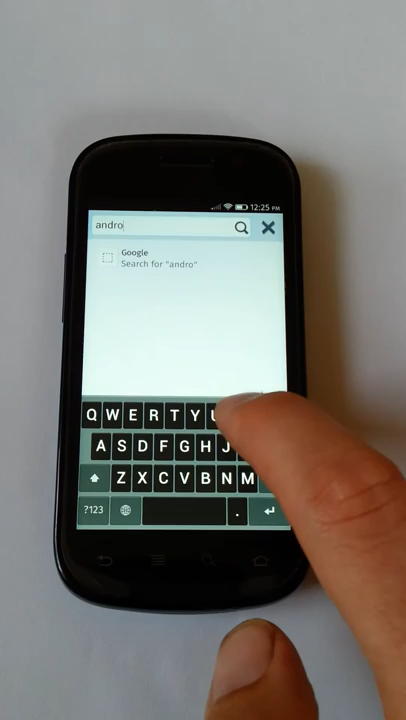 12:25 PM
andro
Google
Search for "andro"
Q W E R T Y U
A S D F G H J
Z X C V B N M
?123 .